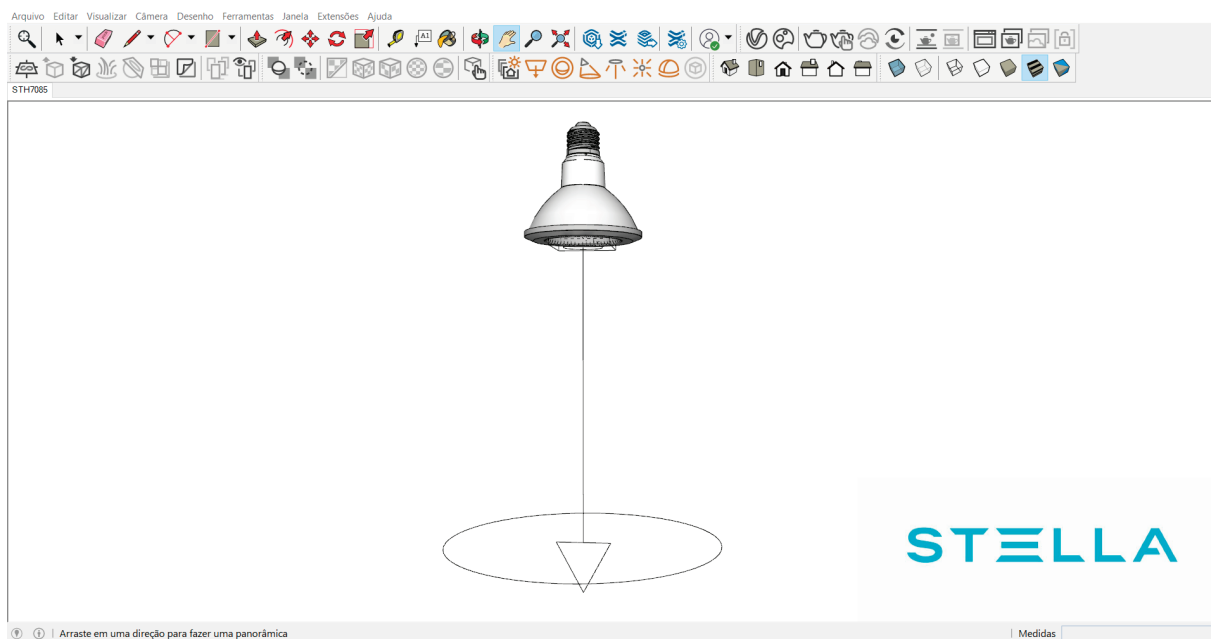 Arquivo Editar Visualizar Câmera Desenho Ferramentas Janela Extensões Ajuda
A1
STH7085
STELLA
Arraste em uma direção para fazer uma panorâmica
Medidas